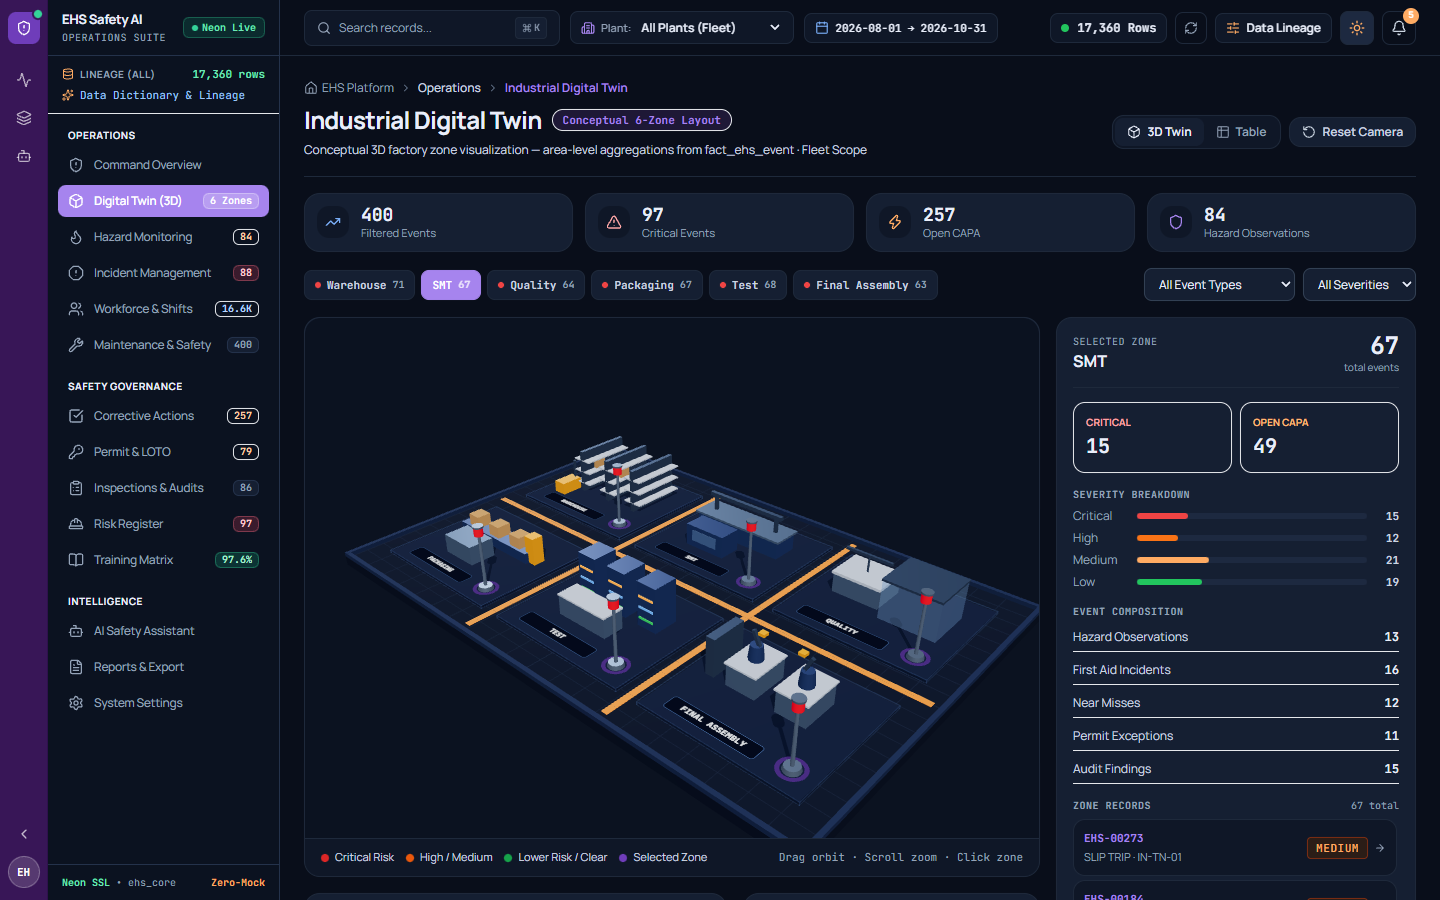 EHS Safety AI
OPERATIONS SUITE
Neon Live
LINEAGE (ALL)
17,360 rows
Data Dictionary & Lineage
OPERATIONS
Command Overview
Digital Twin (3D)
6 Zones
Hazard Monitoring
84
Incident Management
88
Workforce & Shifts
16.6K
Maintenance & Safety
400
SAFETY GOVERNANCE
Corrective Actions
257
Permit & LOTO
79
Inspections & Audits
86
Risk Register
97
Training Matrix
97.6%
INTELLIGENCE
AI Safety Assistant
Reports & Export
System Settings
EH
Neon SSL • ehs_core
Zero-Mock
Search records...
⌘ K
Plant:
All Plants (Fleet)
2026-08-01 → 2026-10-31
17,360 Rows
Data Lineage
5
EHS Platform > Operations > Industrial Digital Twin
Industrial Digital Twin
Conceptual 6-Zone Layout
Conceptual 3D factory zone visualization — area-level aggregations from fact_ehs_event · Fleet Scope
3D Twin
Table
Reset Camera
400
Filtered Events
97
Critical Events
257
Open CAPA
84
Hazard Observations
Warehouse 71
SMT 67
Quality 64
Packaging 67
Test 68
Final Assembly 63
All Event Types
All Severities
WAREHOUSE
PACKAGING
SMT
TEST
QUALITY
FINAL ASSEMBLY
Critical Risk
High / Medium
Lower Risk / Clear
Selected Zone
Drag orbit · Scroll zoom · Click zone
SELECTED ZONE
SMT
67
total events
CRITICAL
15
OPEN CAPA
49
SEVERITY BREAKDOWN
Critical
15
High
12
Medium
21
Low
19
EVENT COMPOSITION
Hazard Observations
13
First Aid Incidents
16
Near Misses
12
Permit Exceptions
11
Audit Findings
15
ZONE RECORDS
67 total
EHS-00273
SLIP TRIP · IN-TN-01
MEDIUM
EHS-00184